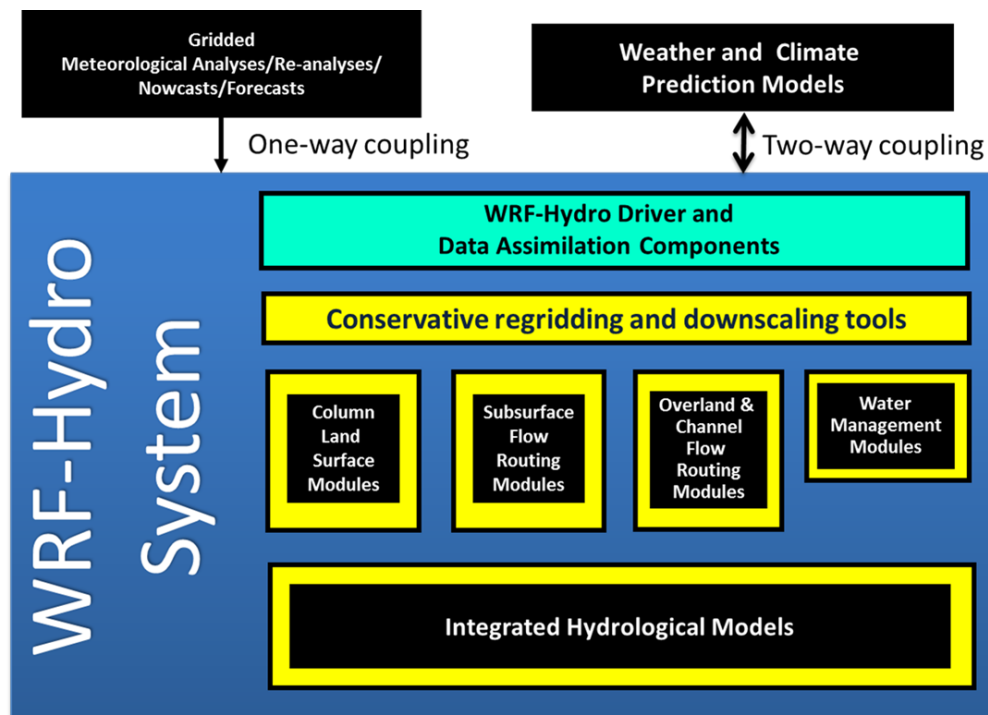 Gridded
Meteorological Analyses/Re-analyses/
Nowcasts/Forecasts
Weather and Climate
Prediction Models
One-way coupling
Two-way coupling
WRF-Hydro
System
WRF-Hydro Driver and
Data Assimilation Components
Conservative regridding and downscaling tools
Column
Land
Surface
Modules
Subsurface
Flow
Routing
Modules
Overland &
Channel
Flow
Routing
Modules
Water
Management
Modules
Integrated Hydrological Models